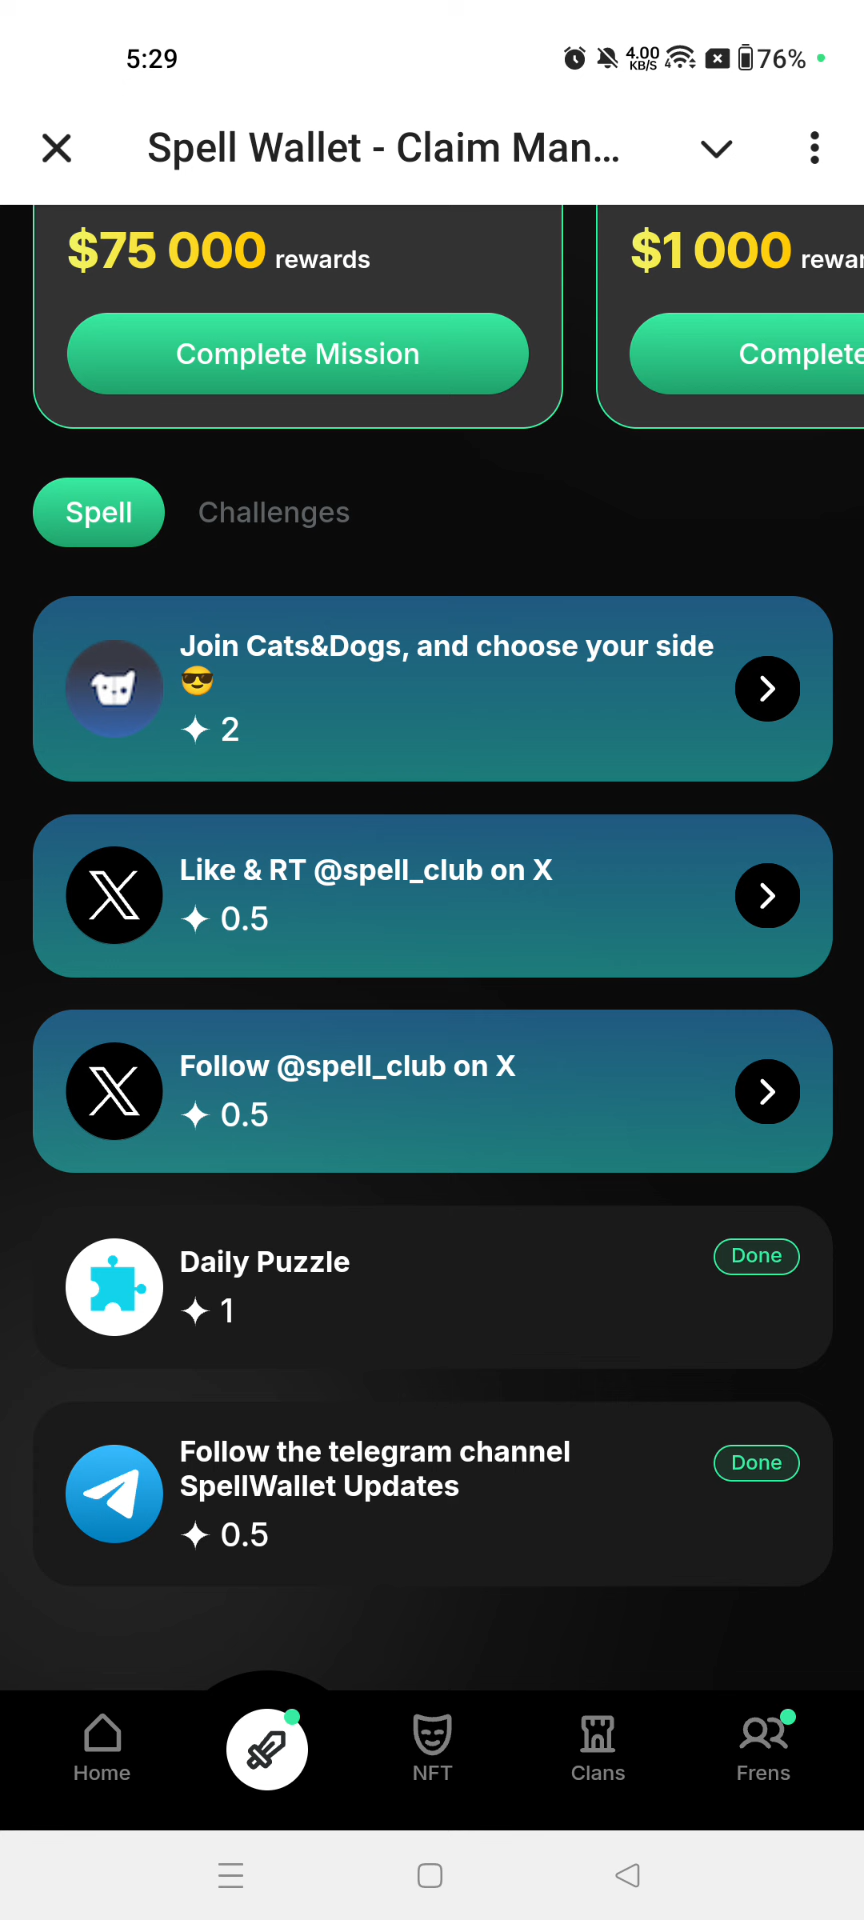 5:29
4.00 KB/S
4
76%
Spell Wallet - Claim Man...
$75 000 rewards
$1 000 rewar
Complete Mission
Complete
Spell
Challenges
Join Cats&Dogs, and choose your side
😎
2
Like & RT @spell_club on X
0.5
Follow @spell_club on X
0.5
Daily Puzzle
Done
1
Follow the telegram channel
SpellWallet Updates
Done
0.5
Home
NFT
Clans
Frens